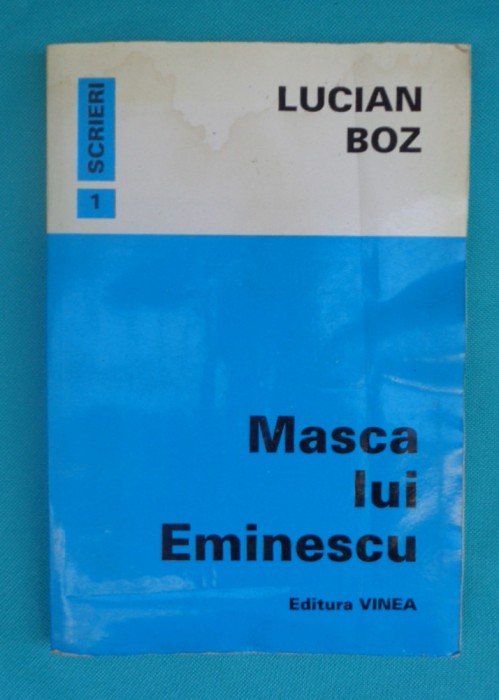 SCRIERI
1
LUCIAN
BOZ
Masca
lui
Eminescu
Editura VINEA